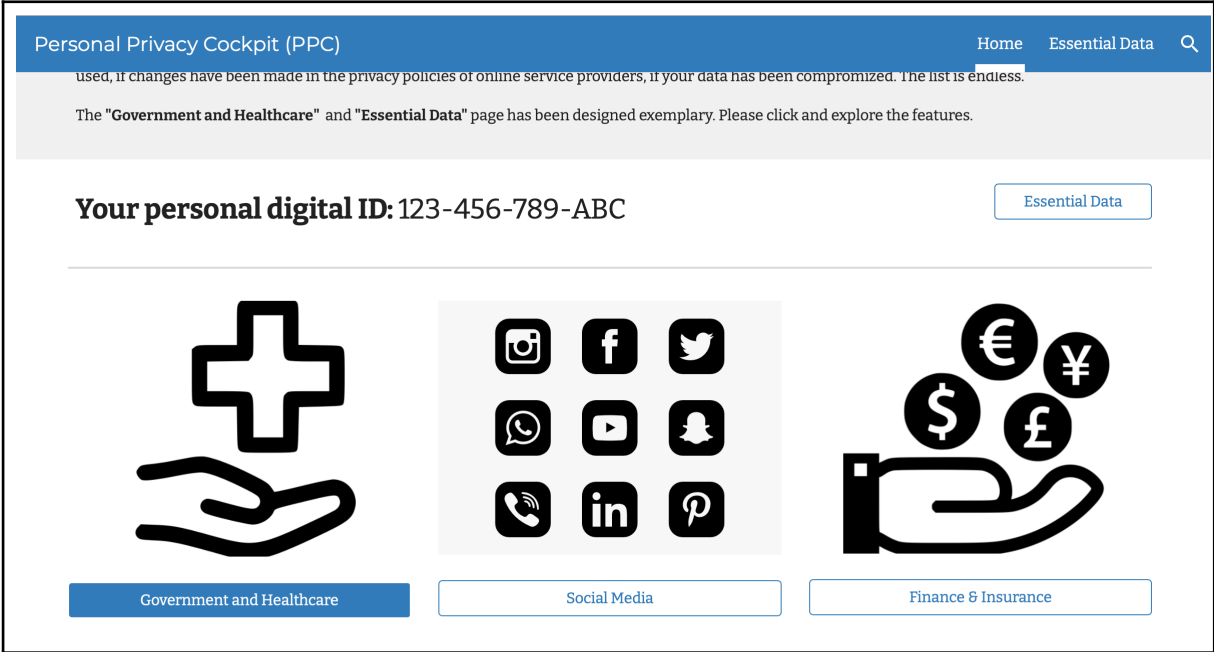 Personal Privacy Cockpit (PPC)
Home Essential Data
used, if changes have been made in the privacy policies of online service providers, if your data has been compromized. The list is endless.
The "Government and Healthcare" and "Essential Data" page has been designed exemplary. Please click and explore the features.
Your personal digital ID: 123-456-789-ABC
Essential Data
€
¥
$
£
f
in
Government and Healthcare
Social Media
Finance & Insurance